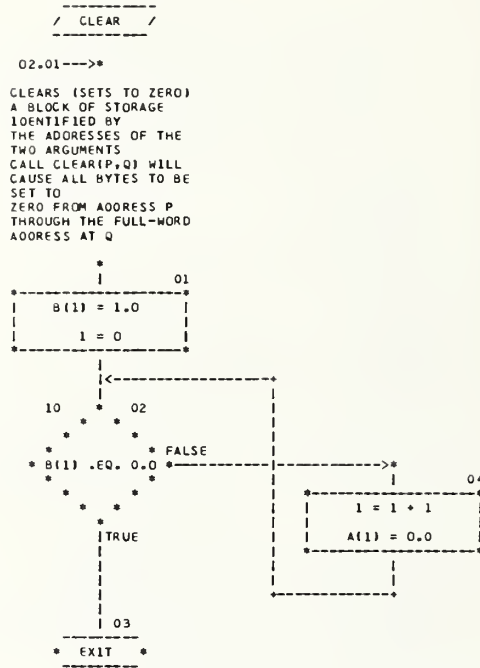 / CLEAR /
02.01--->*
CLEARS (SETS TO ZERO)
A BLOCK OF STORAGE
IDENTIFIED BY
THE ADDRESSES OF THE
TWO ARGUMENTS
CALL CLEAR(P,Q) WILL
CAUSE ALL BYTES TO BE
SET TO
ZERO FROM ADDRESS P
THROUGH THE FULL-WORD
ADDRESS AT Q
01
B(1) = 1.0
I = 0
10 02
B(1) .EQ. 0.0
FALSE
04
I = I + 1
A(I) = 0.0
TRUE
03
* EXIT *